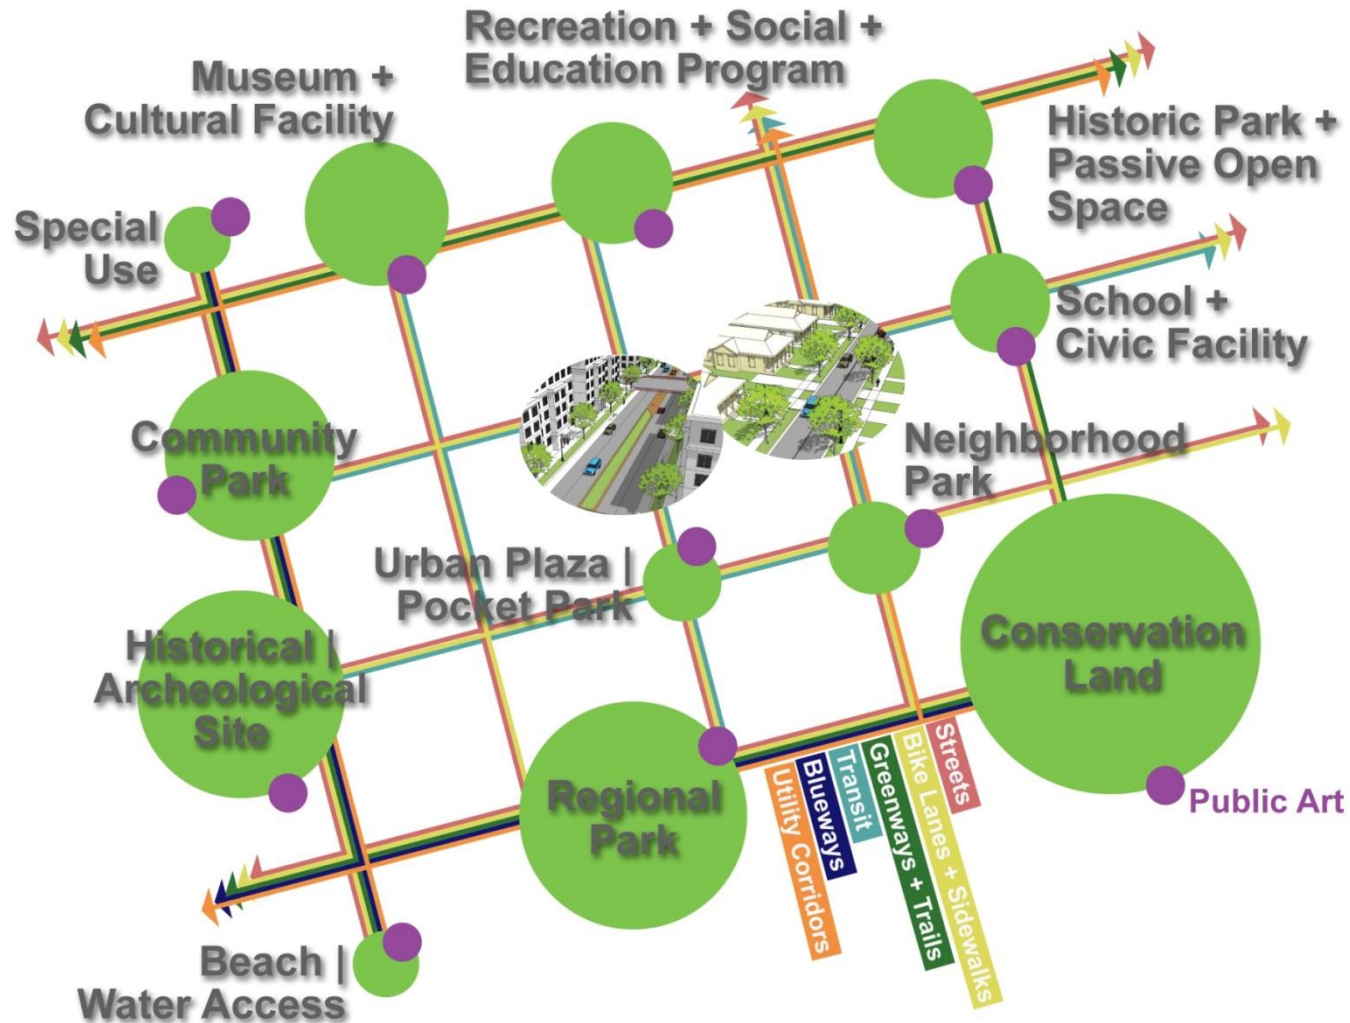 Recreation + Social +
Education Program
Museum +
Cultural Facility
Historic Park +
Passive Open
Space
Special
Use
School +
Civic Facility
Community
Park
Neighborhood
Park
Urban Plaza |
Pocket Park
Historical |
Archeological
Site
Conservation
Land
Regional
Park
Utility Corridors
Blueways
Transit
Greenways + Trails
Bike Lanes + Sidewalks
Streets
Public Art
Beach |
Water Access